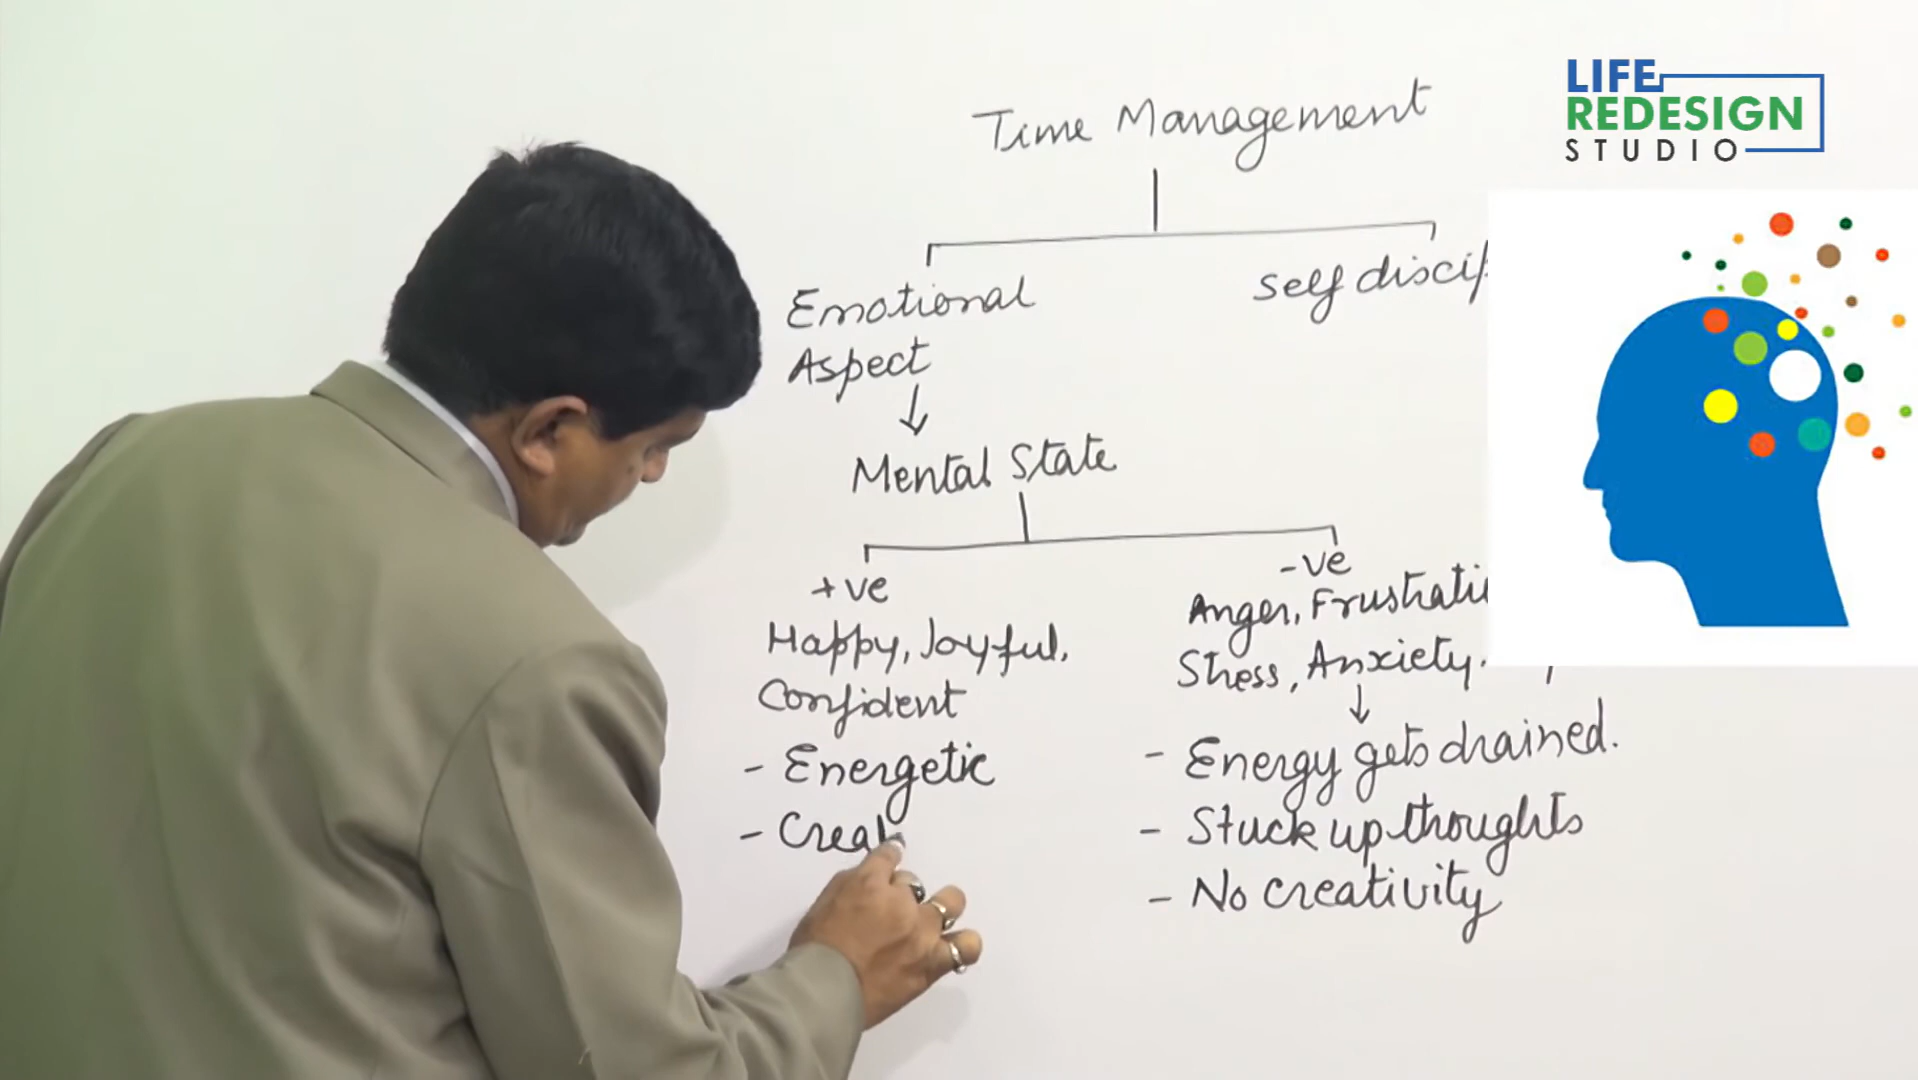 LIFE
REDESIGN
STUDIO
Time Management
Emotional
Aspect
Self discip
Mental State
+ve
Happy, Joyful,
Confident
- Energetic
- Creat
-ve
Anger, Frustrati
Stress, Anxiety.
- Energy gets drained.
- Stuck up thoughts
- No creativity